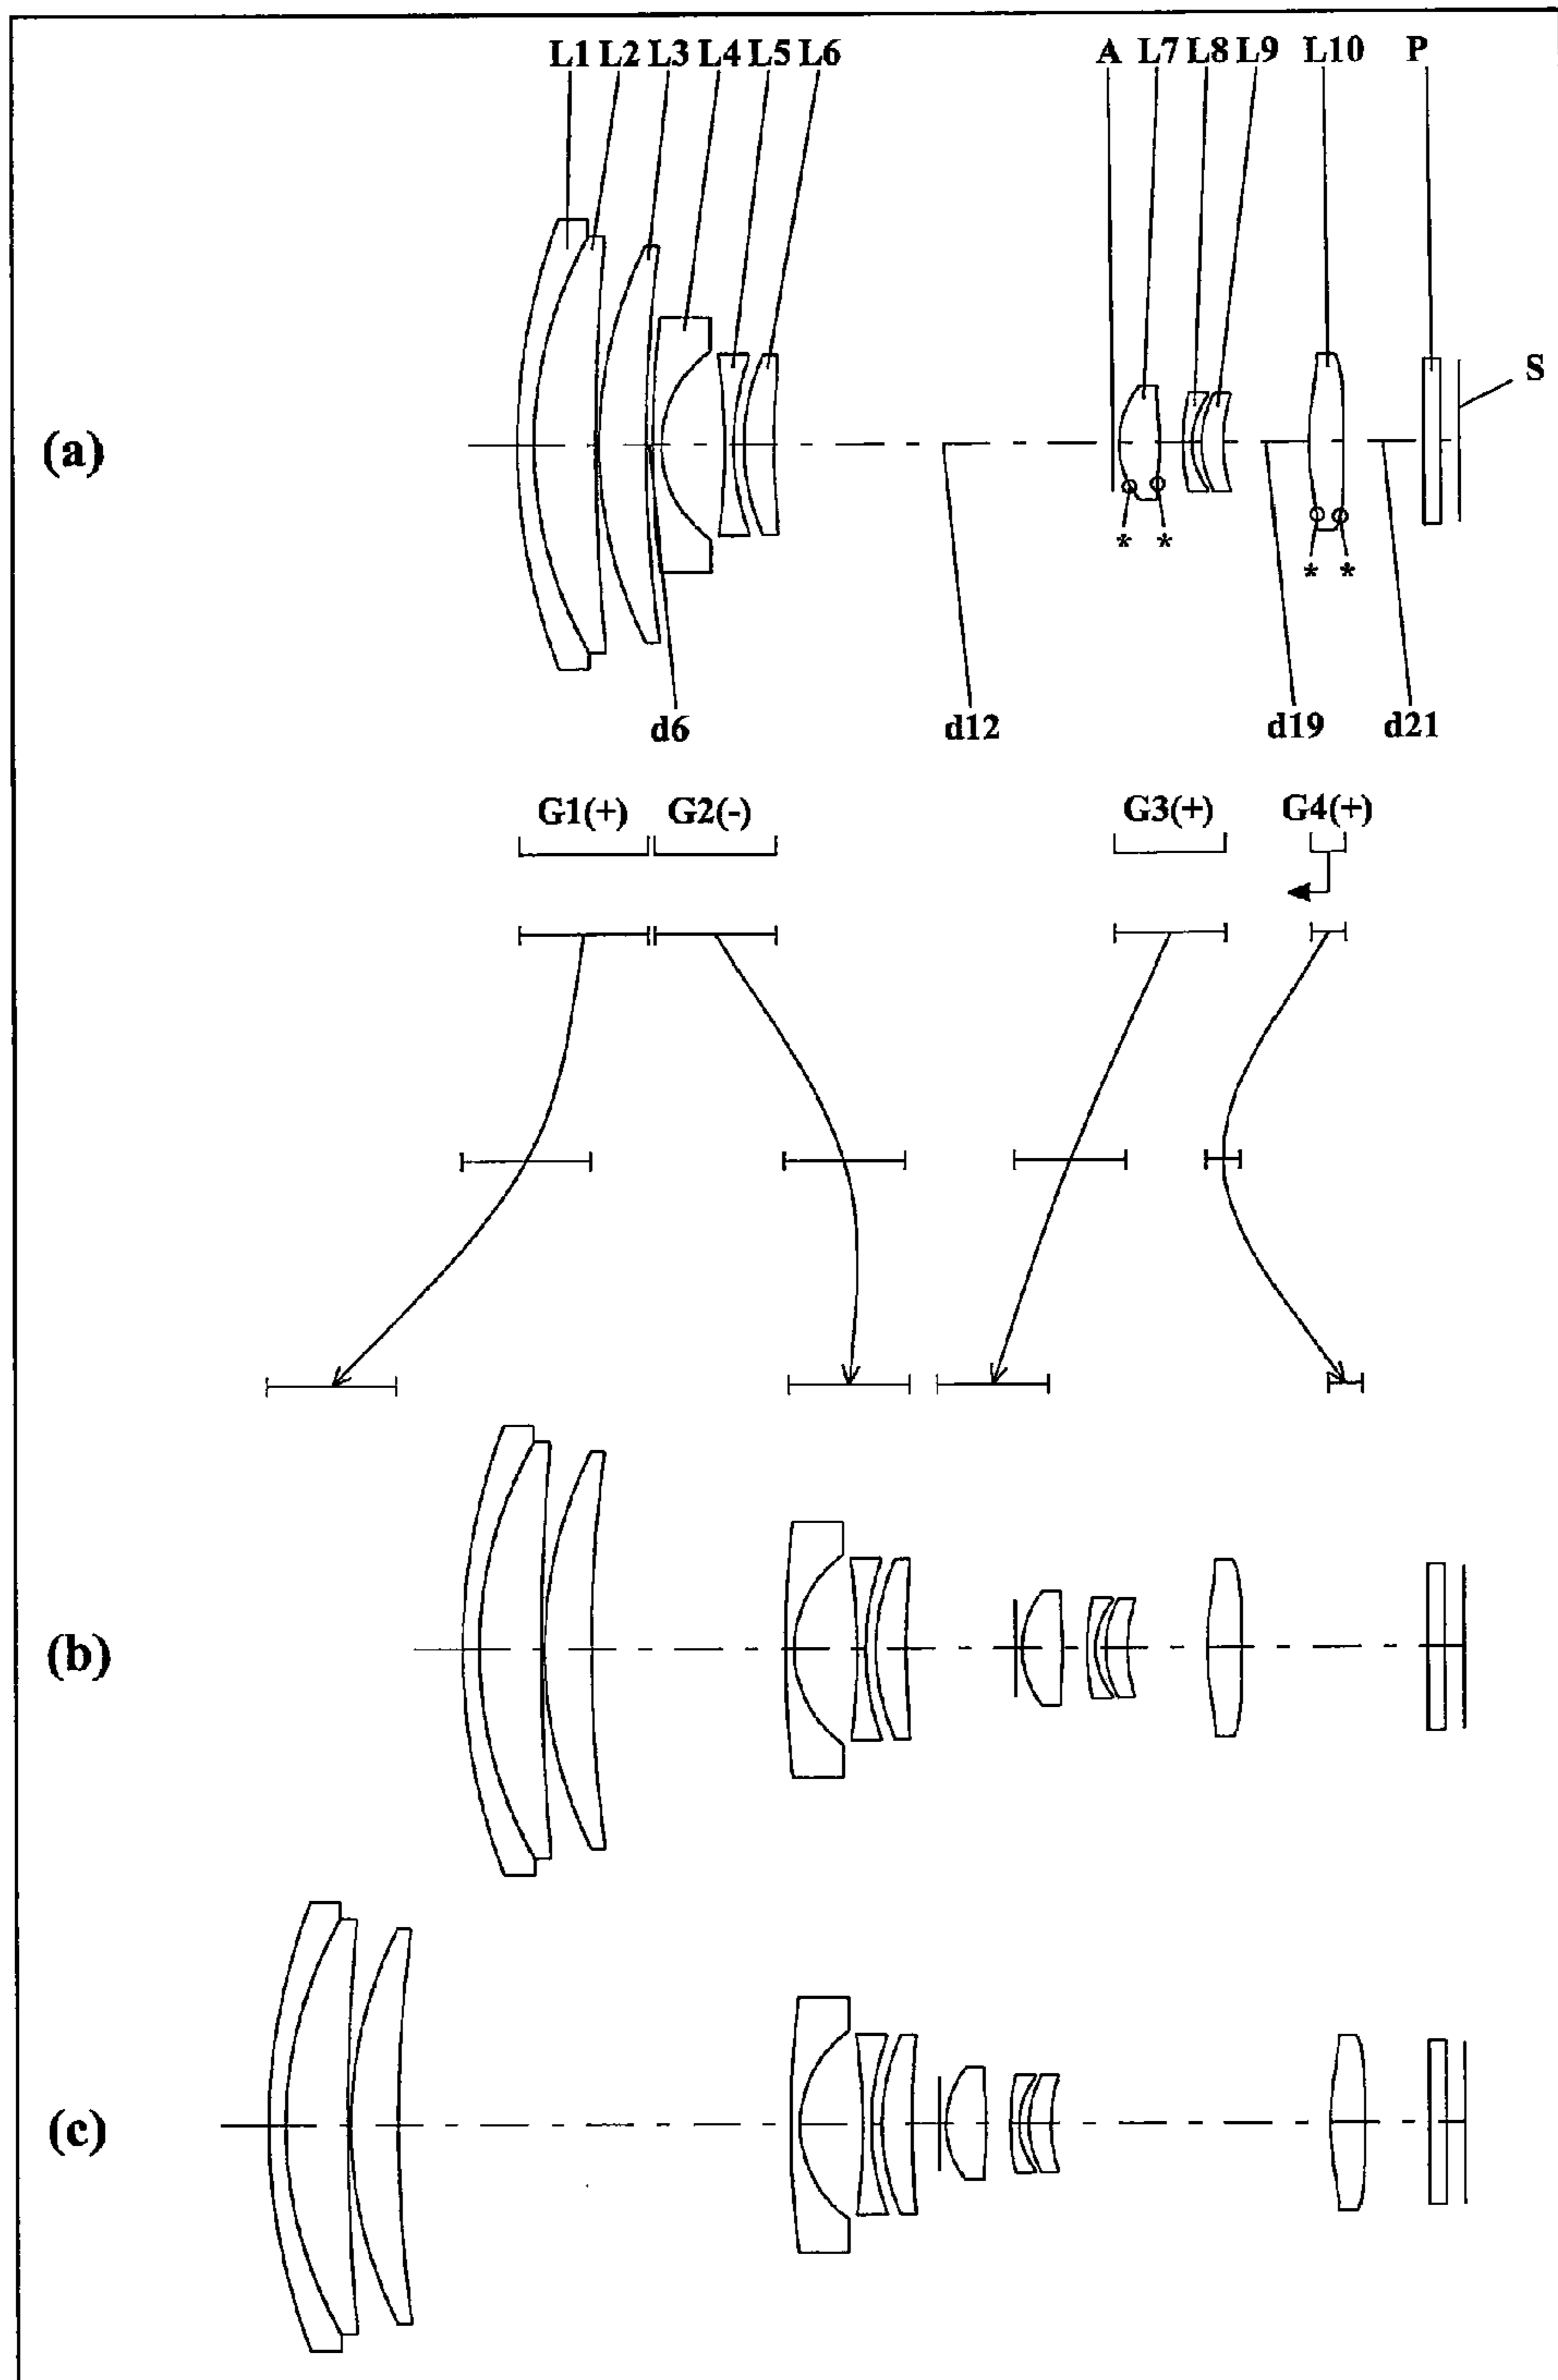 L1 L2 L3 L4 L5 L6 A L7 L8 L9 L10 P
S
(a)
* * * *
d6 d12 d19 d21
G1(+) G2(-) G3(+) G4(+)
(b)
(c)